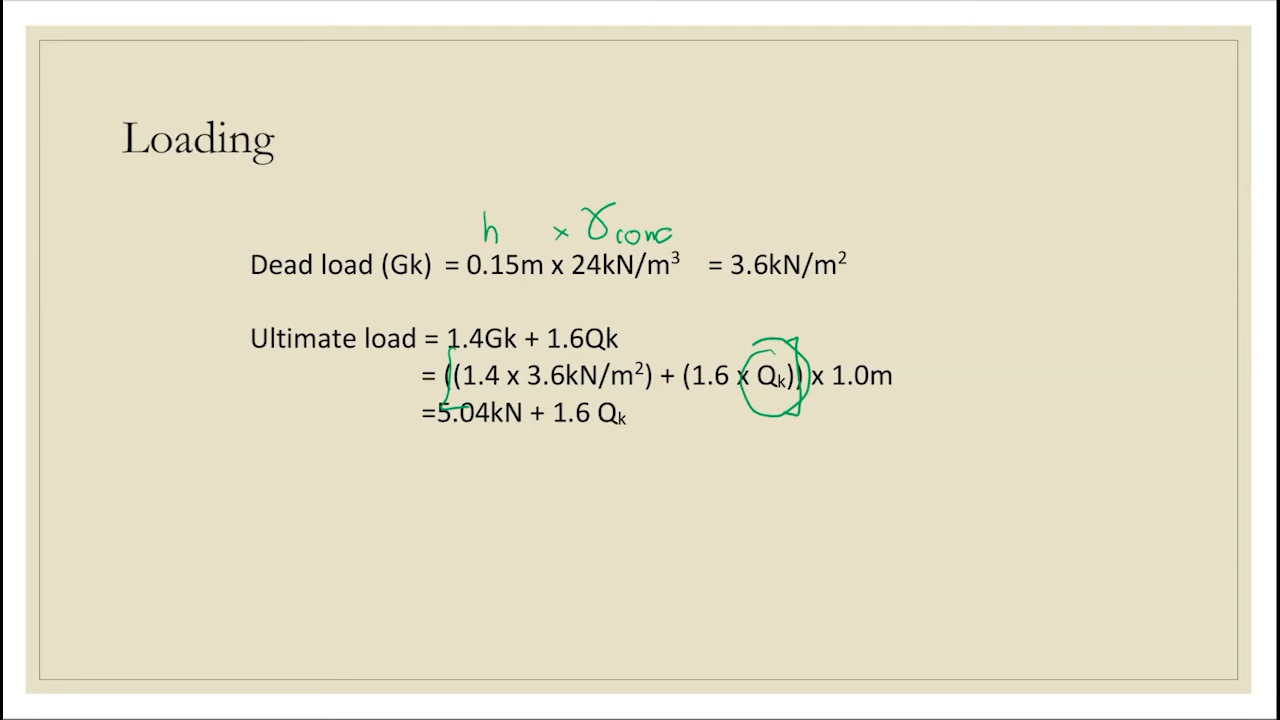 Loading
h × γconc
Dead load (Gk) = 0.15m x 24kN/m³ = 3.6kN/m²
Ultimate load = 1.4Gk + 1.6Qk
= ((1.4 x 3.6kN/m²) + (1.6 x Qₖ)) x 1.0m
=5.04kN + 1.6 Qₖ